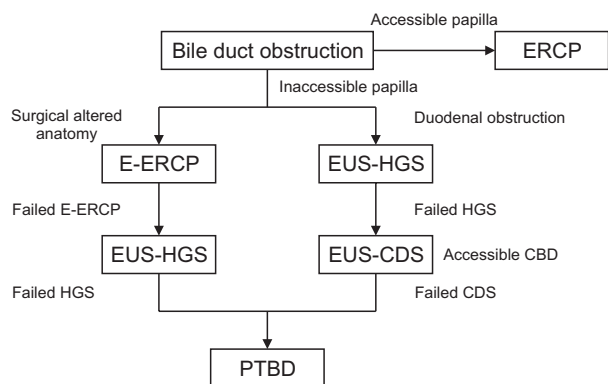 Accessible papilla
Bile duct obstruction
ERCP
Inaccessible papilla
Surgical altered
anatomy
Duodenal obstruction
E-ERCP
EUS-HGS
Failed E-ERCP
Failed HGS
EUS-HGS
EUS-CDS
Accessible CBD
Failed HGS
Failed CDS
PTBD